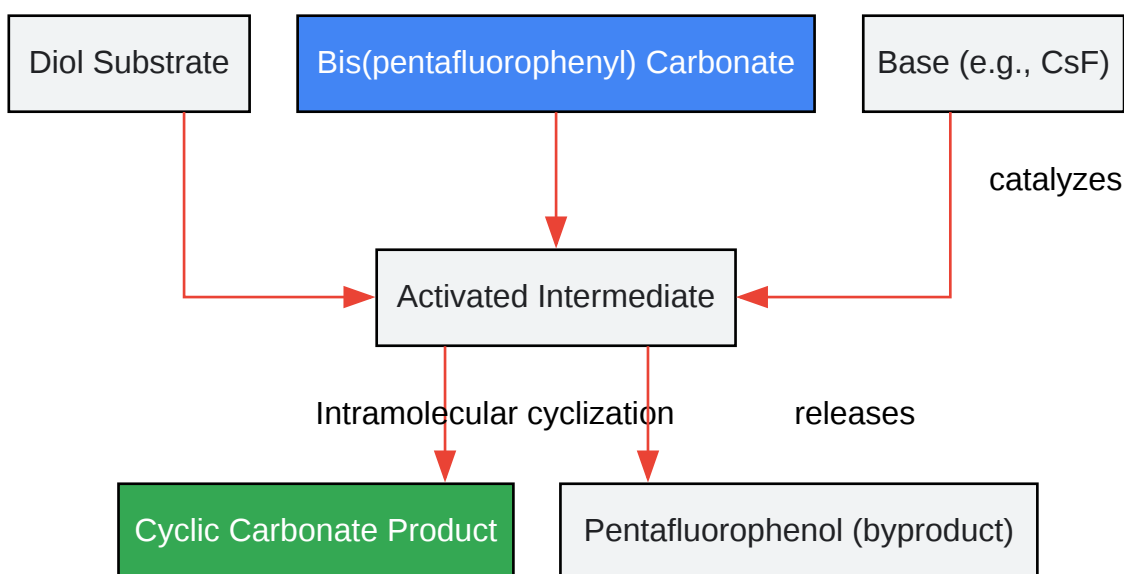 Diol Substrate
Bis(pentafluorophenyl) Carbonate
Base (e.g., CsF)
catalyzes
Activated Intermediate
Intramolecular cyclization
releases
Cyclic Carbonate Product
Pentafluorophenol (byproduct)